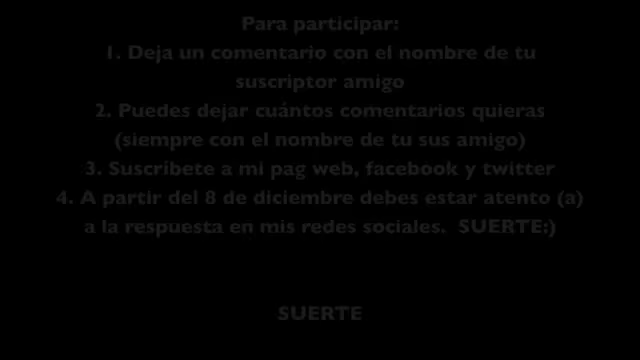 Para participar:
1. Deja un comentario con el nombre de tu
suscriptor amigo
2. Puedes dejar cuántos comentarios quieras
(siempre con el nombre de tu sus amigo)
3. Suscríbete a mi pag web, facebook y twitter
4. A partir del 8 de diciembre debes estar atento (a)
a la respuesta en mis redes sociales.  SUERTE:)
SUERTE